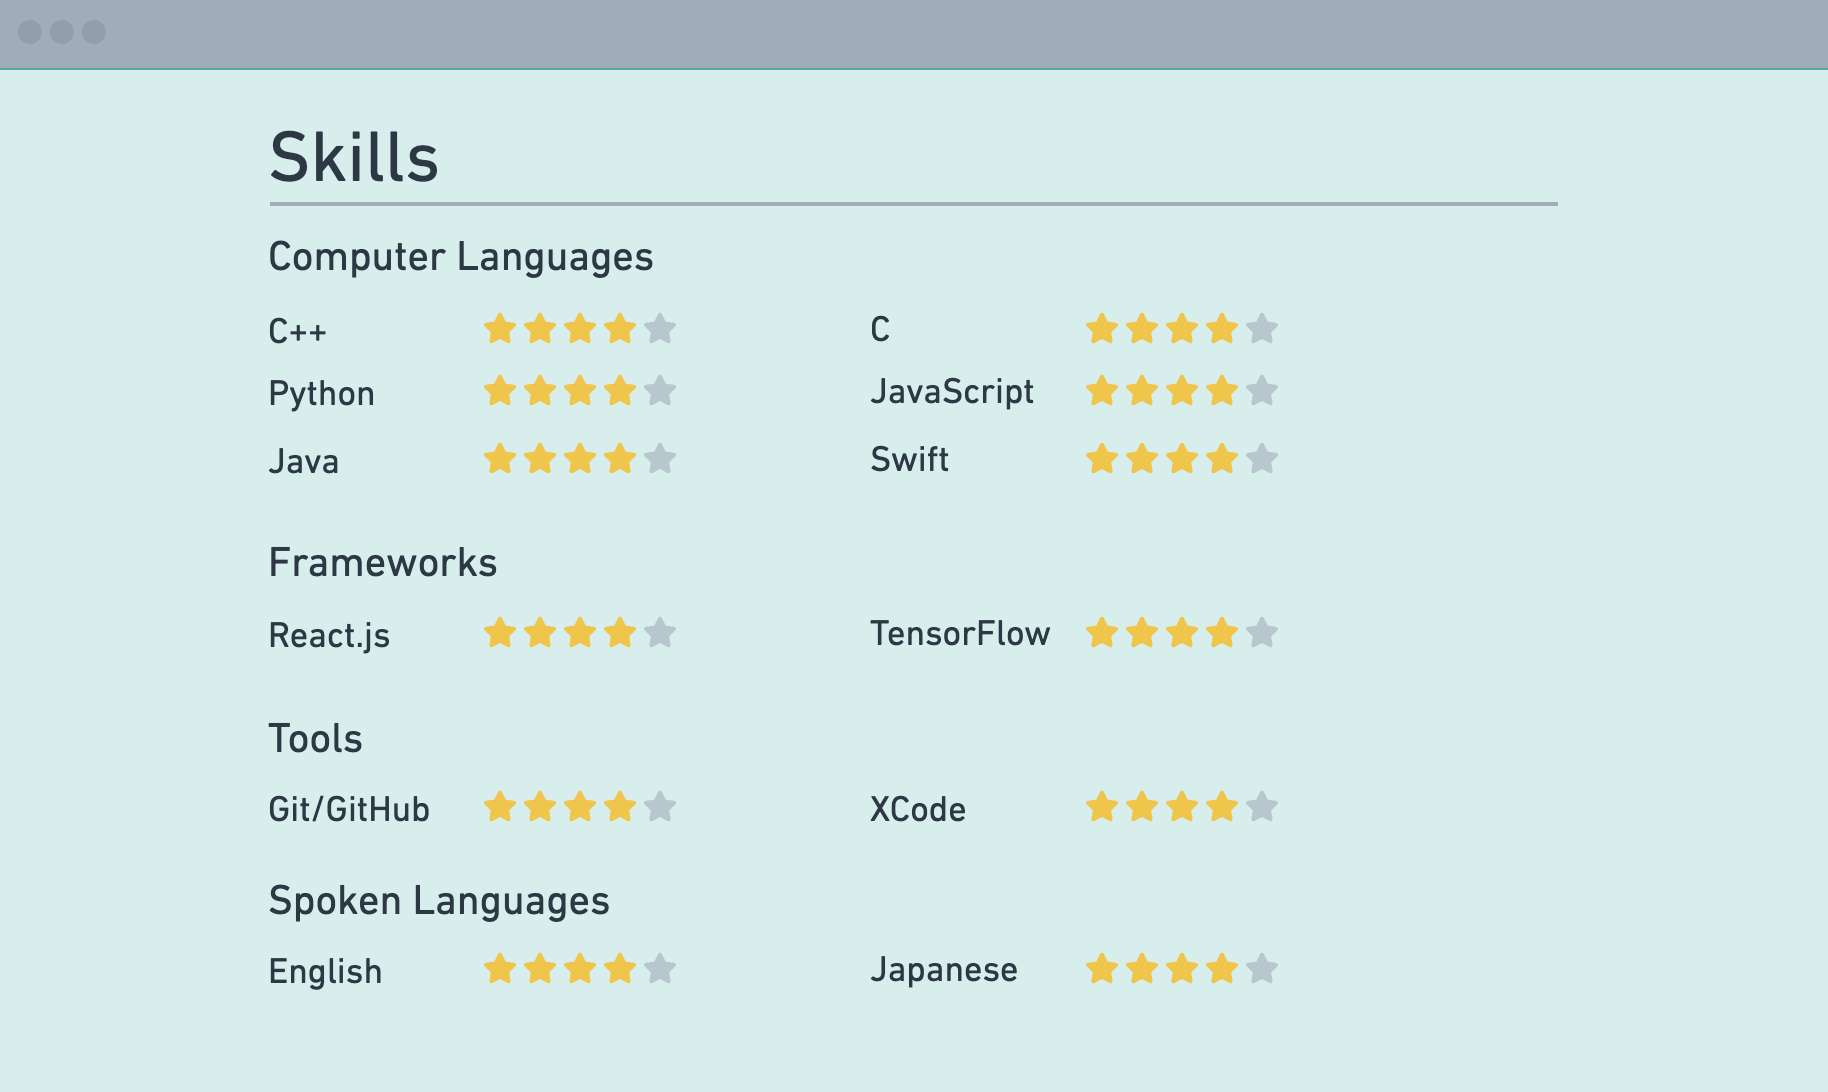 Skills
Computer Languages
C++
C
Python
JavaScript
Java
Swift
Frameworks
React.js
TensorFlow
Tools
Git/GitHub
XCode
Spoken Languages
English
Japanese